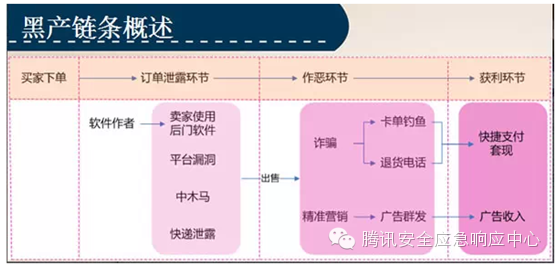 黑产链条概述
买家下单
订单泄露环节
作恶环节
获利环节
软件作者
卖家使用
后门软件
平台漏洞
中木马
快递泄露
出售
诈骗
卡单钓鱼
退货电话
快捷支付
套现
精准营销
广告群发
广告收入
腾讯安全应急响应中心